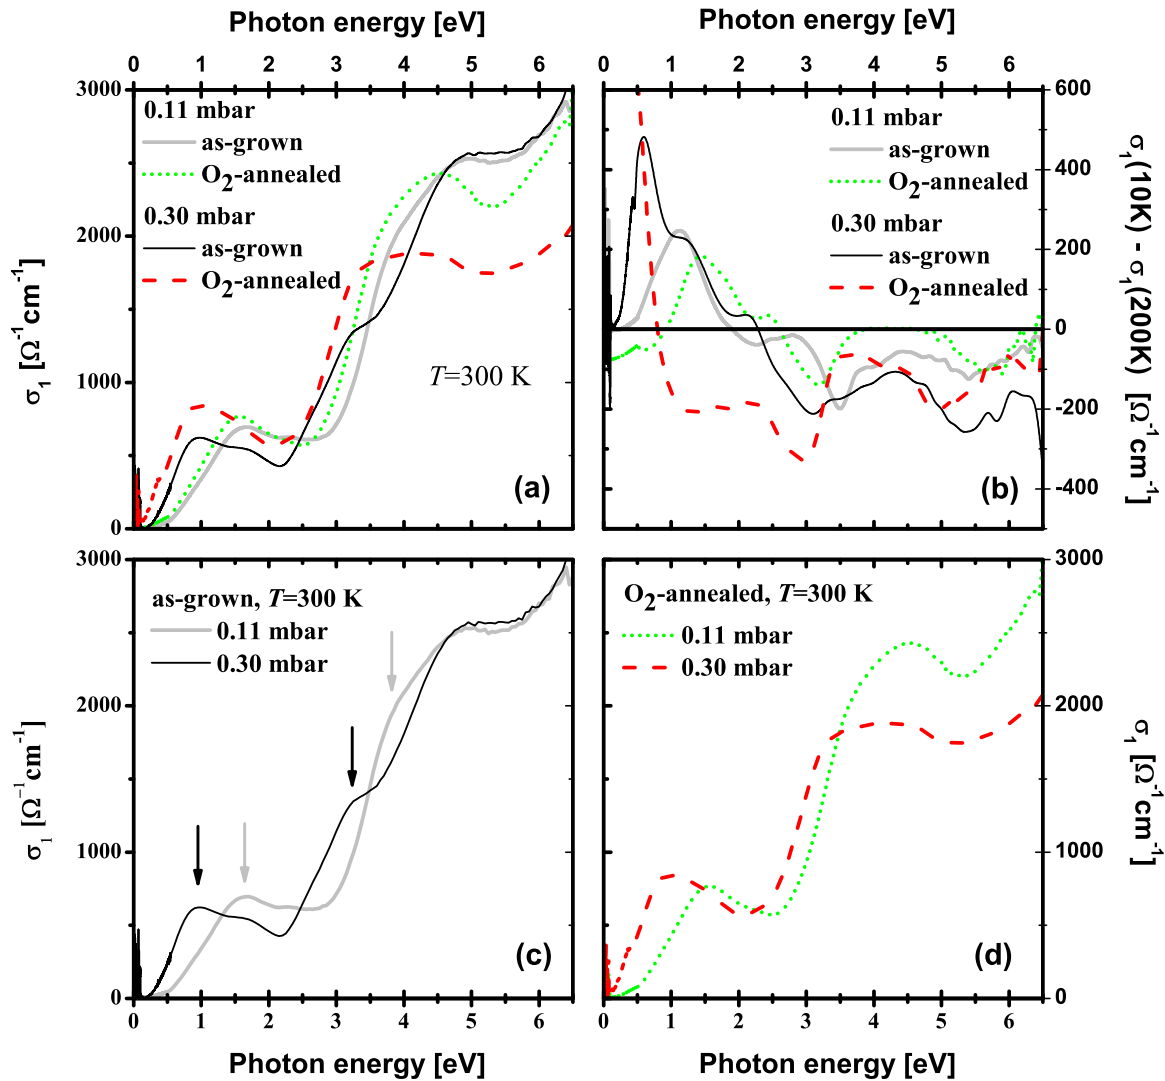 Photon energy [eV]
Photon energy [eV]
0 1 2 3 4 5 6
0 1 2 3 4 5 6
3000
2000
1000
0
σ₁ [Ω⁻¹cm⁻¹]
0.11 mbar
as-grown
O₂-annealed
0.30 mbar
as-grown
O₂-annealed
T=300 K
(a)
0.11 mbar
as-grown
O₂-annealed
0.30 mbar
as-grown
O₂-annealed
(b)
600
400
200
0
-200
-400
σ₁(10K) - σ₁(200K) [Ω⁻¹cm⁻¹]
3000
2000
1000
0
σ₁ [Ω⁻¹cm⁻¹]
as-grown, T=300 K
0.11 mbar
0.30 mbar
(c)
O₂-annealed, T=300 K
0.11 mbar
0.30 mbar
(d)
3000
2000
1000
0
σ₁ [Ω⁻¹cm⁻¹]
0 1 2 3 4 5 6
0 1 2 3 4 5 6
Photon energy [eV]
Photon energy [eV]